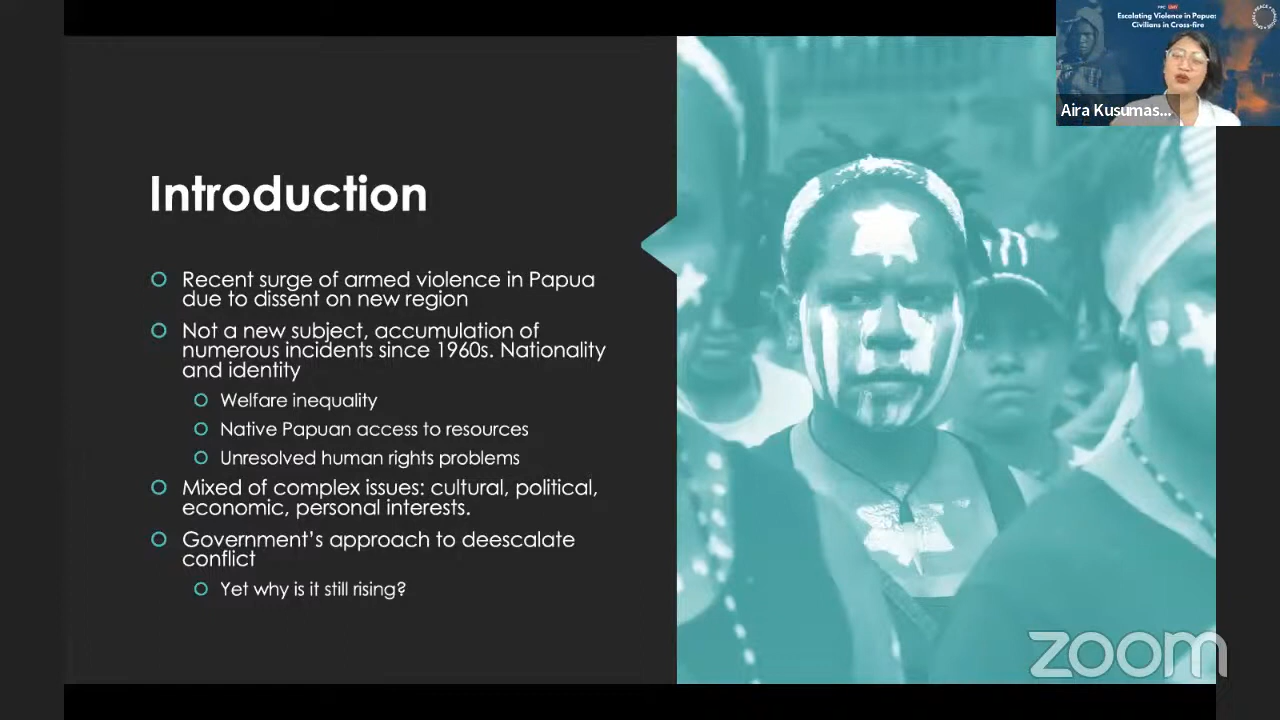 Introduction
Recent surge of armed violence in Papua
due to dissent on new region
Not a new subject, accumulation of
numerous incidents since 1960s. Nationality
and identity
Welfare inequality
Native Papuan access to resources
Unresolved human rights problems
Mixed of complex issues: cultural, political,
economic, personal interests.
Government's approach to deescalate
conflict
Yet why is it still rising?
Escalating Violence in Papua:
Civilians in Cross-fire
Aira Kusumas...
zoom